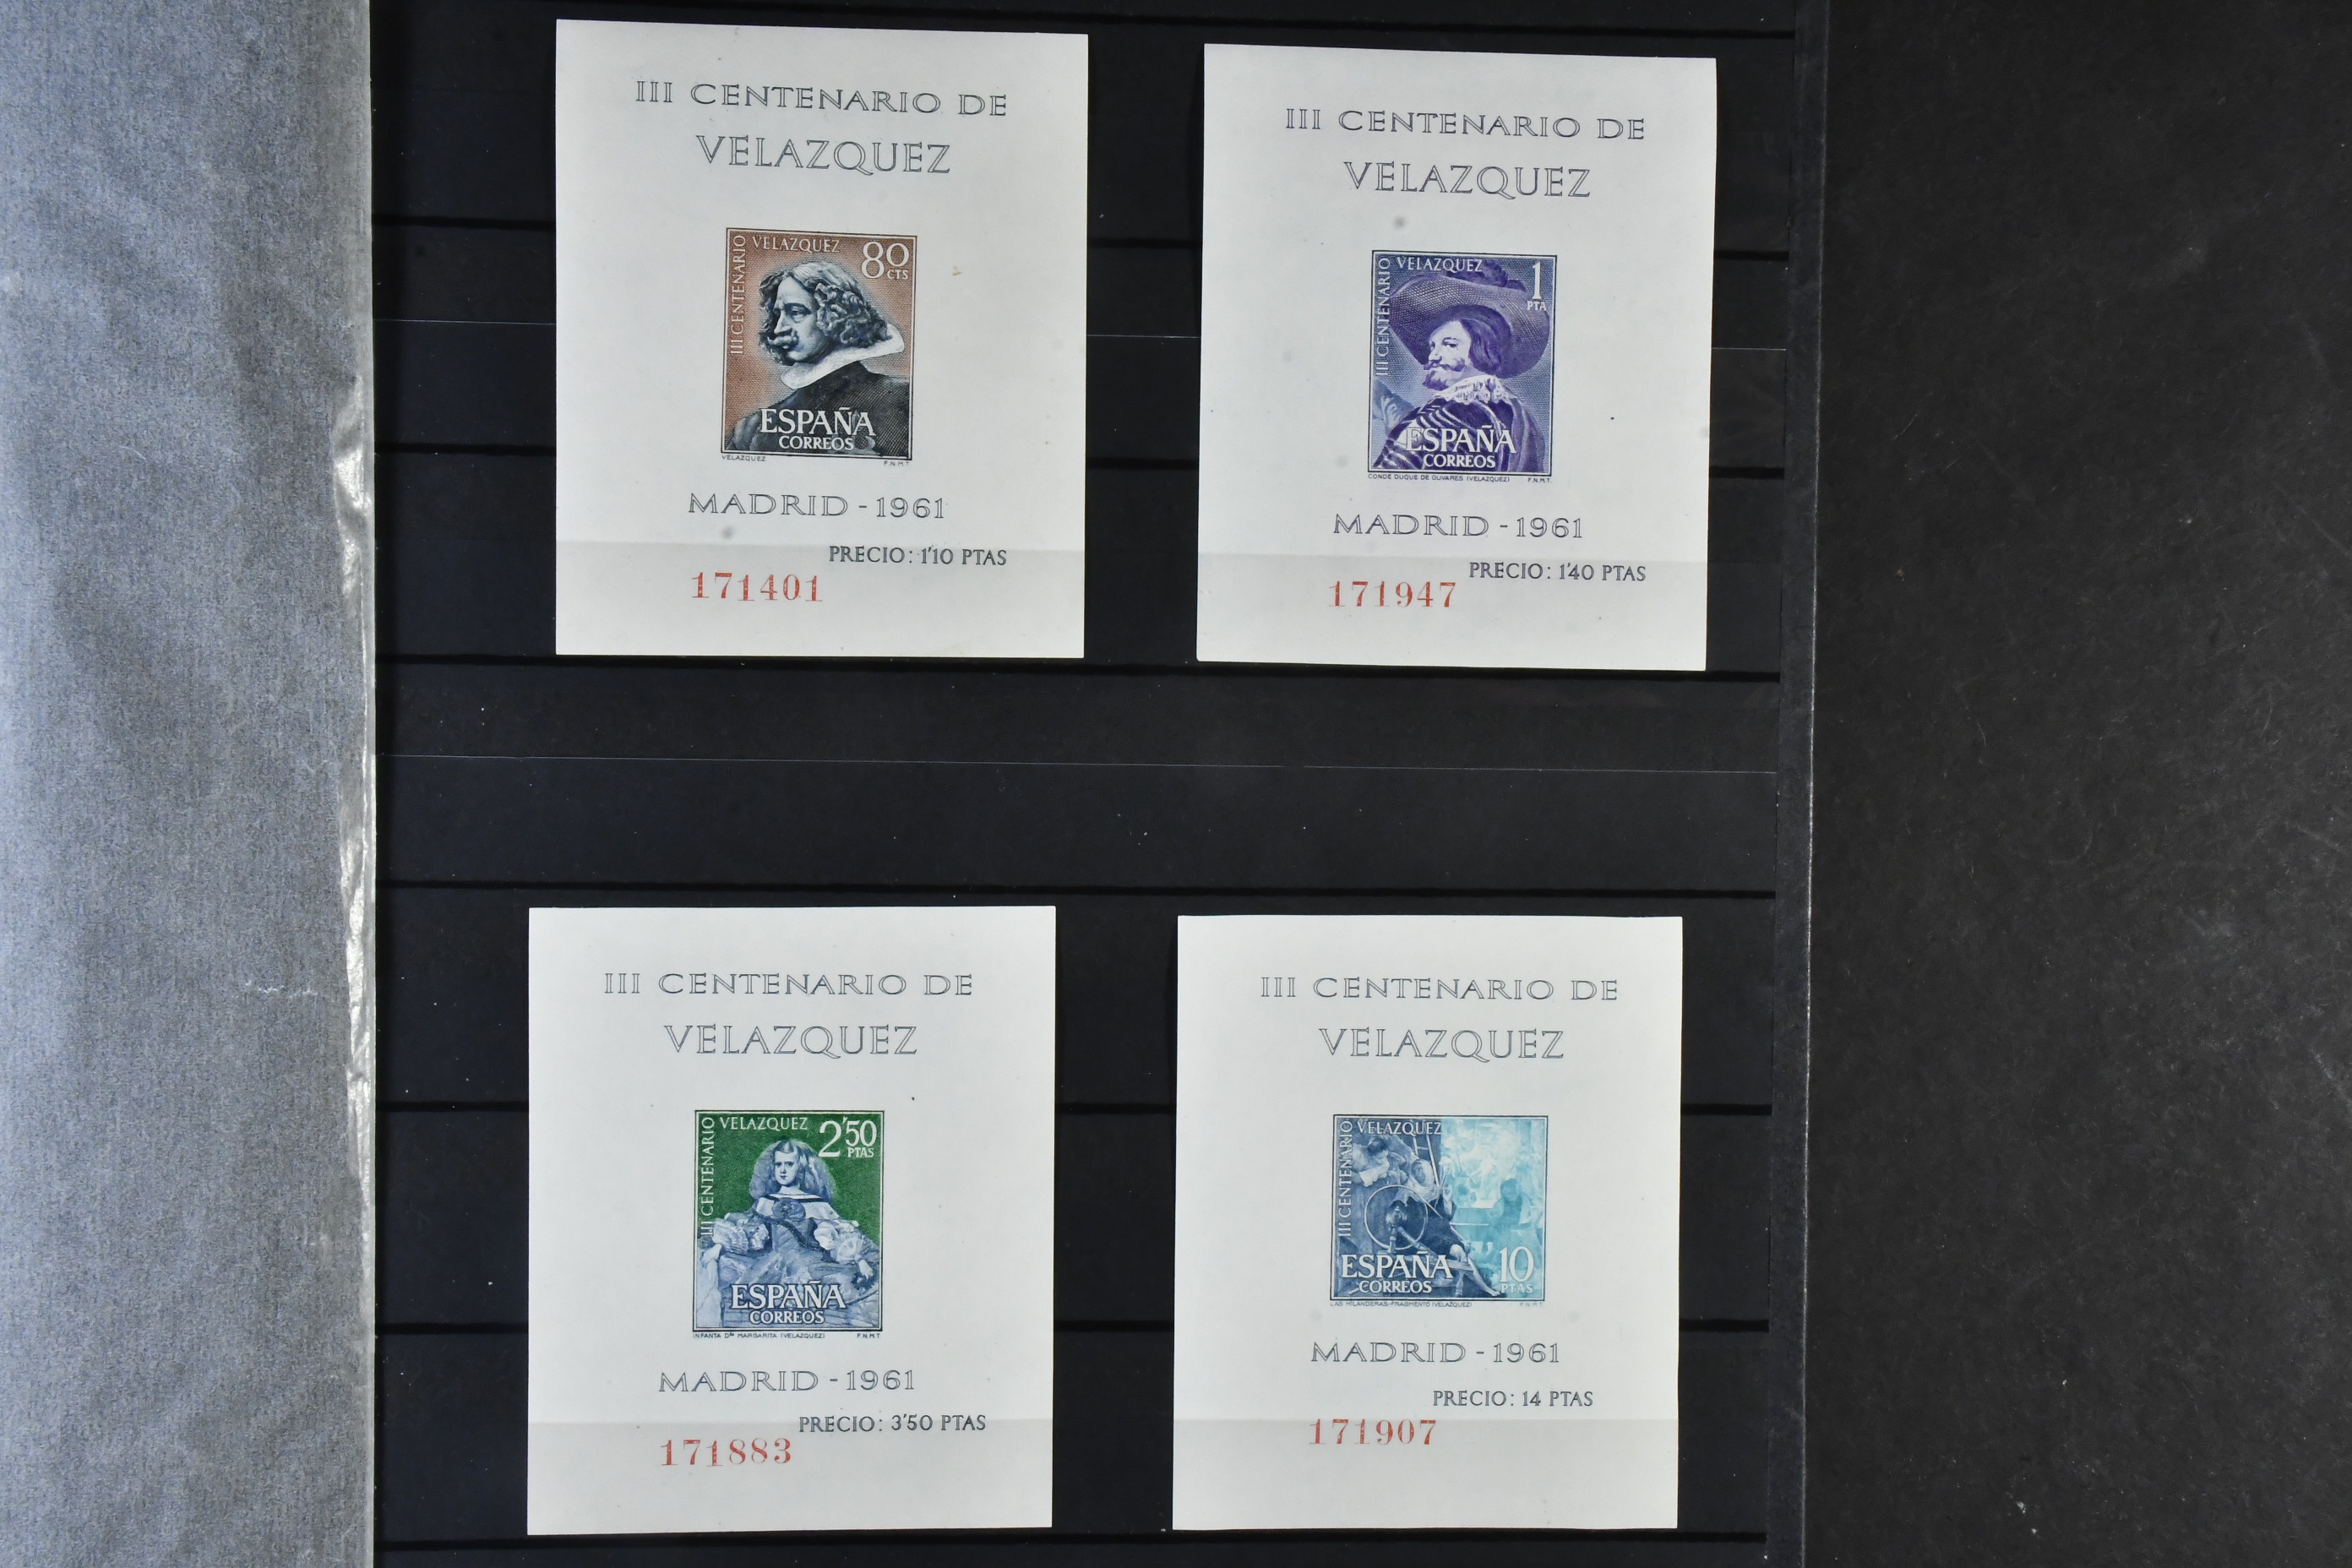 III CENTENARIO DE
VELAZQUEZ
III CENTENARIO
VELAZQUEZ
80
CTS
ESPAÑA
CORREOS
VELAZQUEZ
F.N.M.T.
MADRID - 1961
PRECIO: 1'10 PTAS
171401
III CENTENARIO DE
VELAZQUEZ
III CENTENARIO
VELAZQUEZ
1
PTA
ESPAÑA
CORREOS
CONDE DUQUE DE OLIVARES (VELAZQUEZ)
F.N.M.T.
MADRID - 1961
PRECIO: 1'40 PTAS
171947
III CENTENARIO DE
VELAZQUEZ
III CENTENARIO
VELAZQUEZ
2'50
PTAS
ESPAÑA
CORREOS
INFANTA Dña MARGARITA (VELAZQUEZ)
F.N.M.T.
MADRID - 1961
PRECIO: 3'50 PTAS
171883
III CENTENARIO DE
VELAZQUEZ
III CENTENARIO
VELAZQUEZ
ESPAÑA
CORREOS
10
PTAS
LAS HILANDERAS-FRAGMENTO (VELAZQUEZ)
F.N.M.T.
MADRID - 1961
PRECIO: 14 PTAS
171907